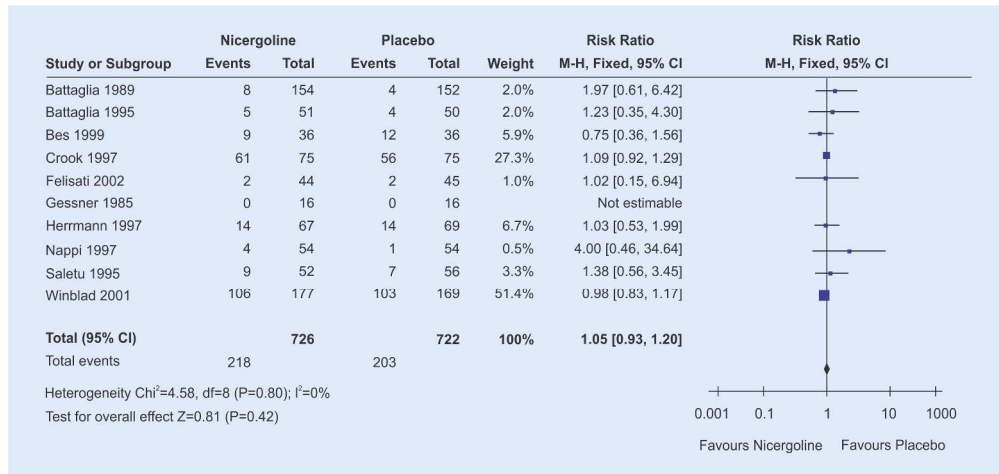 Nicergoline Placebo Risk Ratio Risk Ratio
Study or Subgroup Events Total Events Total Weight M-H, Fixed, 95% CI M-H, Fixed, 95% CI
Battaglia 1989 8 154 4 152 2.0% 1.97 [0.61, 6.42]
Battaglia 1995 5 51 4 50 2.0% 1.23 [0.35, 4.30]
Bes 1999 9 36 12 36 5.9% 0.75 [0.36, 1.56]
Crook 1997 61 75 56 75 27.3% 1.09 [0.92, 1.29]
Felisati 2002 2 44 2 45 1.0% 1.02 [0.15, 6.94]
Gessner 1985 0 16 0 16 Not estimable
Herrmann 1997 14 67 14 69 6.7% 1.03 [0.53, 1.99]
Nappi 1997 4 54 1 54 0.5% 4.00 [0.46, 34.64]
Saletu 1995 9 52 7 56 3.3% 1.38 [0.56, 3.45]
Winblad 2001 106 177 103 169 51.4% 0.98 [0.83, 1.17]
Total (95% CI) 726 722 100% 1.05 [0.93, 1.20]
Total events 218 203
Heterogeneity Chi²=4.58, df=8 (P=0.80); I²=0%
Test for overall effect Z=0.81 (P=0.42)
0.001 0.1 1 10 1000
Favours Nicergoline Favours Placebo